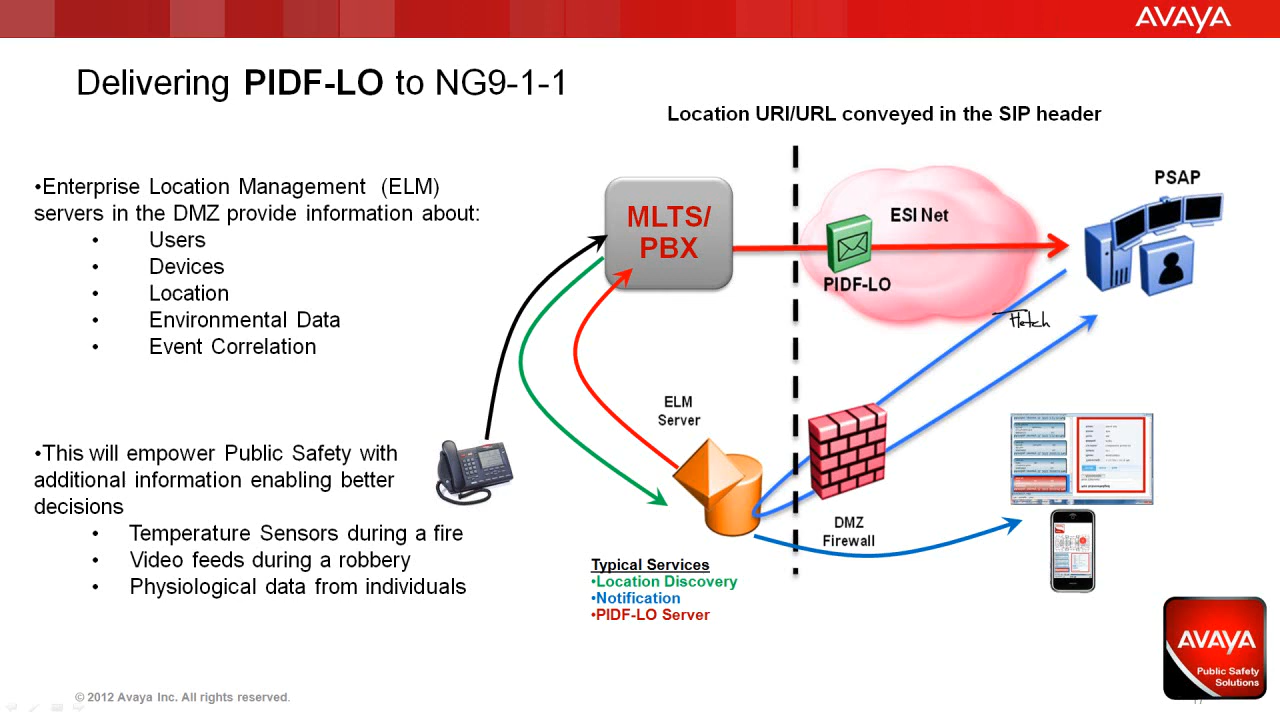 AVAYA
Delivering PIDF-LO to NG9-1-1
Location URI/URL conveyed in the SIP header
•Enterprise Location Management (ELM)
servers in the DMZ provide information about:
• Users
• Devices
• Location
• Environmental Data
• Event Correlation
•This will empower Public Safety with
additional information enabling better
decisions
• Temperature Sensors during a fire
• Video feeds during a robbery
• Physiological data from individuals
MLTS/
PBX
ESI Net
PIDF-LO
PSAP
Fletch
ELM
Server
DMZ
Firewall
Typical Services
•Location Discovery
•Notification
•PIDF-LO Server
AVAYA
Public Safety
Solutions
© 2012 Avaya Inc. All rights reserved.